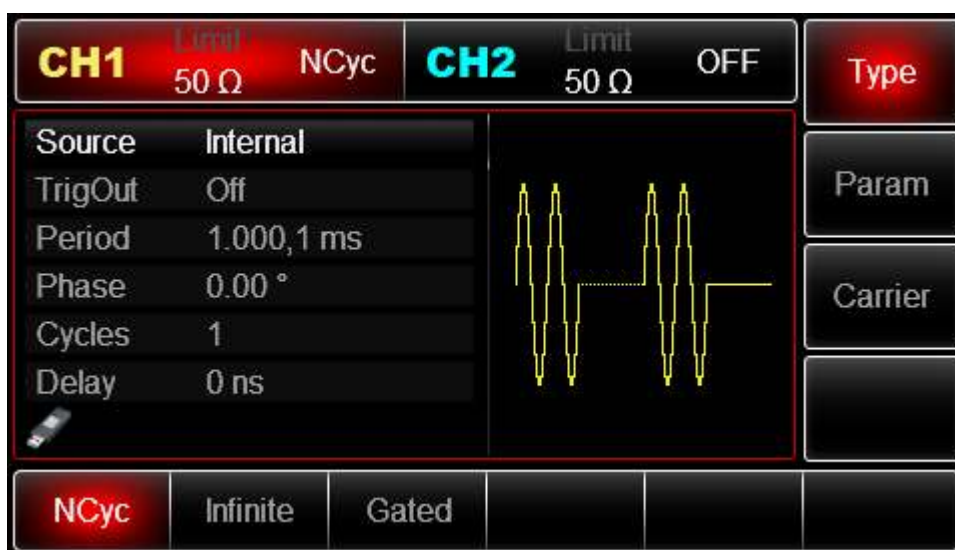 Limit Limit
CH1 50 Ω NCyc CH2 50 Ω OFF Type
Source Internal
TrigOut Off Param
Period 1.000,1 ms
Phase 0.00 ° Carrier
Cycles 1
Delay 0 ns
NCyc Infinite Gated